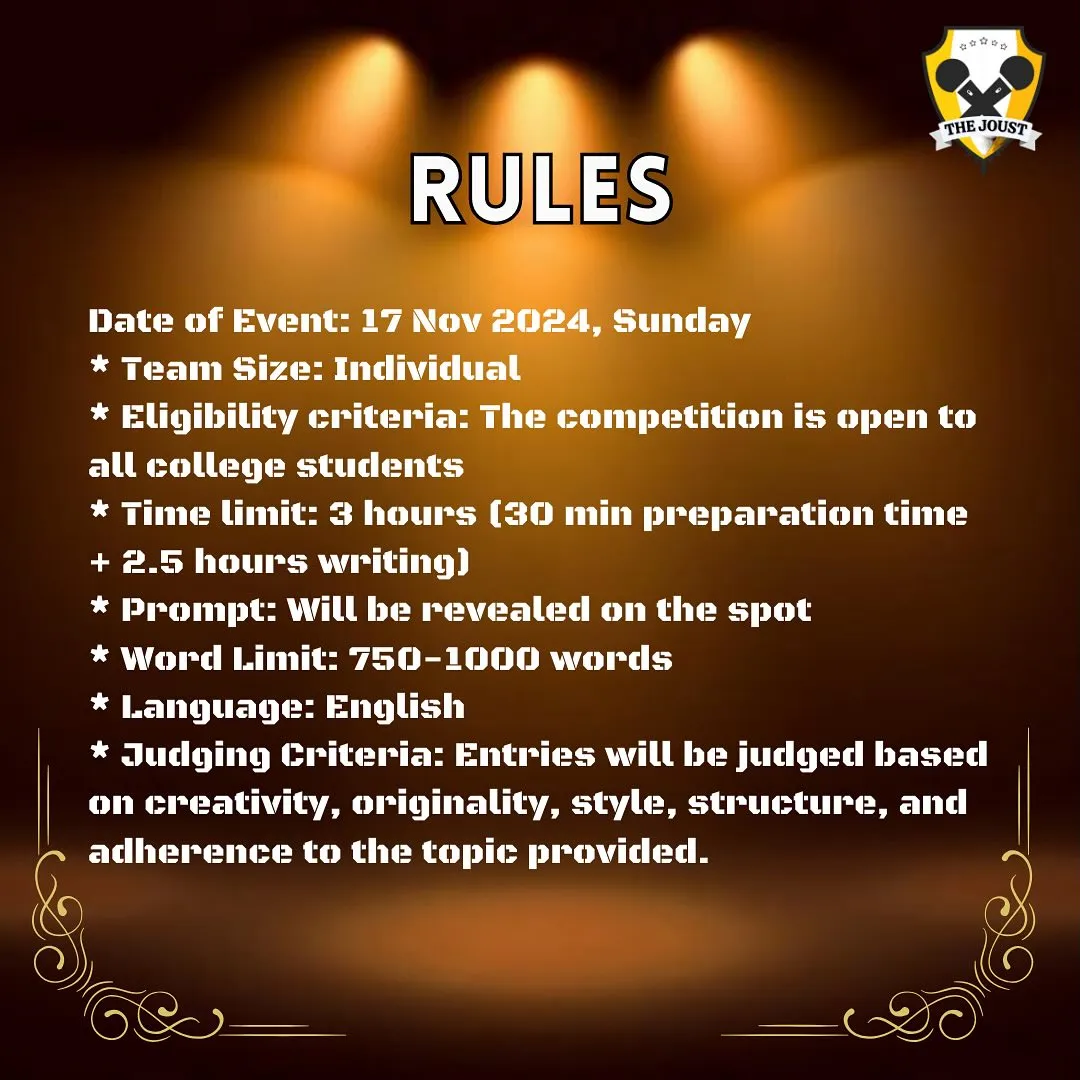 THE JOUST
RULES
Date of Event: 17 Nov 2024, Sunday
* Team Size: Individual
* Eligibility criteria: The competition is open to
all college students
* Time limit: 3 hours (30 min preparation time
+ 2.5 hours writing)
* Prompt: Will be revealed on the spot
* Word Limit: 750-1000 words
* Language: English
* Judging Criteria: Entries will be judged based
on creativity, originality, style, structure, and
adherence to the topic provided.